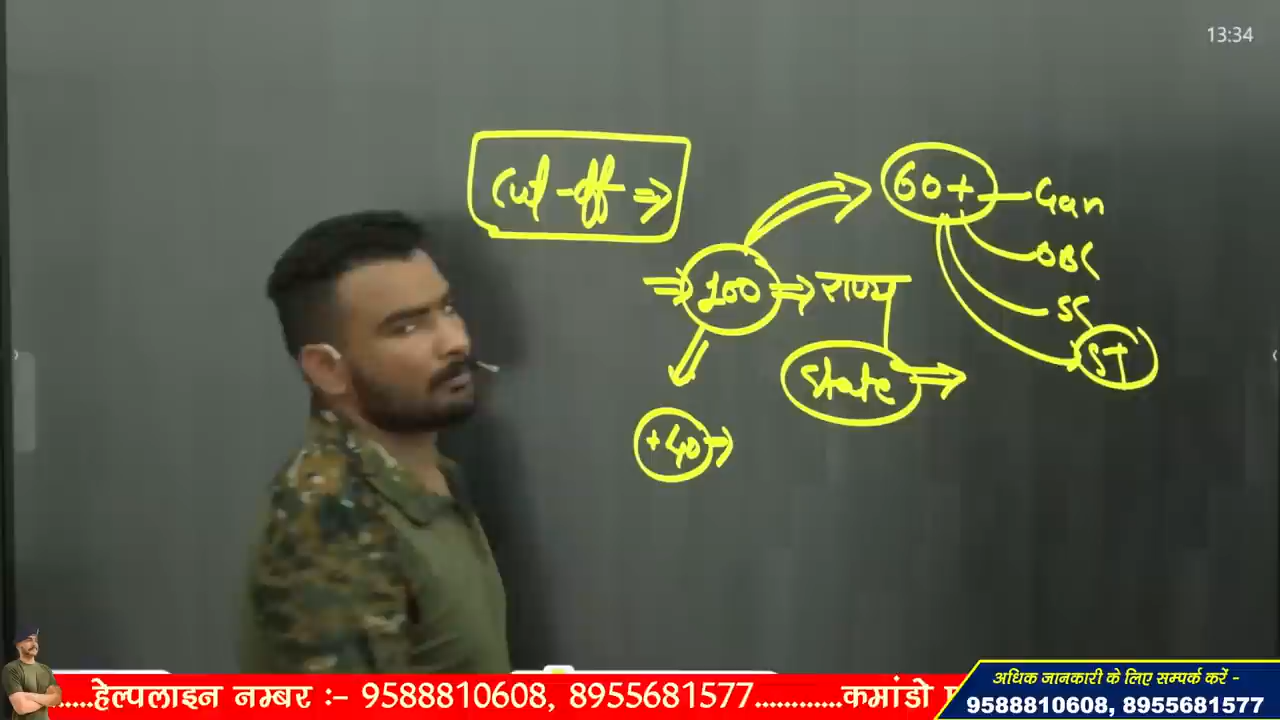 13:34
Cut-off ⇒
60+ Gan
OBC
⇒ 100 ⇒ राज्य
SC
ST
State ⇒
+40 →
अधिक जानकारी के लिए सम्पर्क करें -
......हेल्पलाइन नम्बर :- 9588810608, 8955681577............कमांडो
9588810608, 8955681577